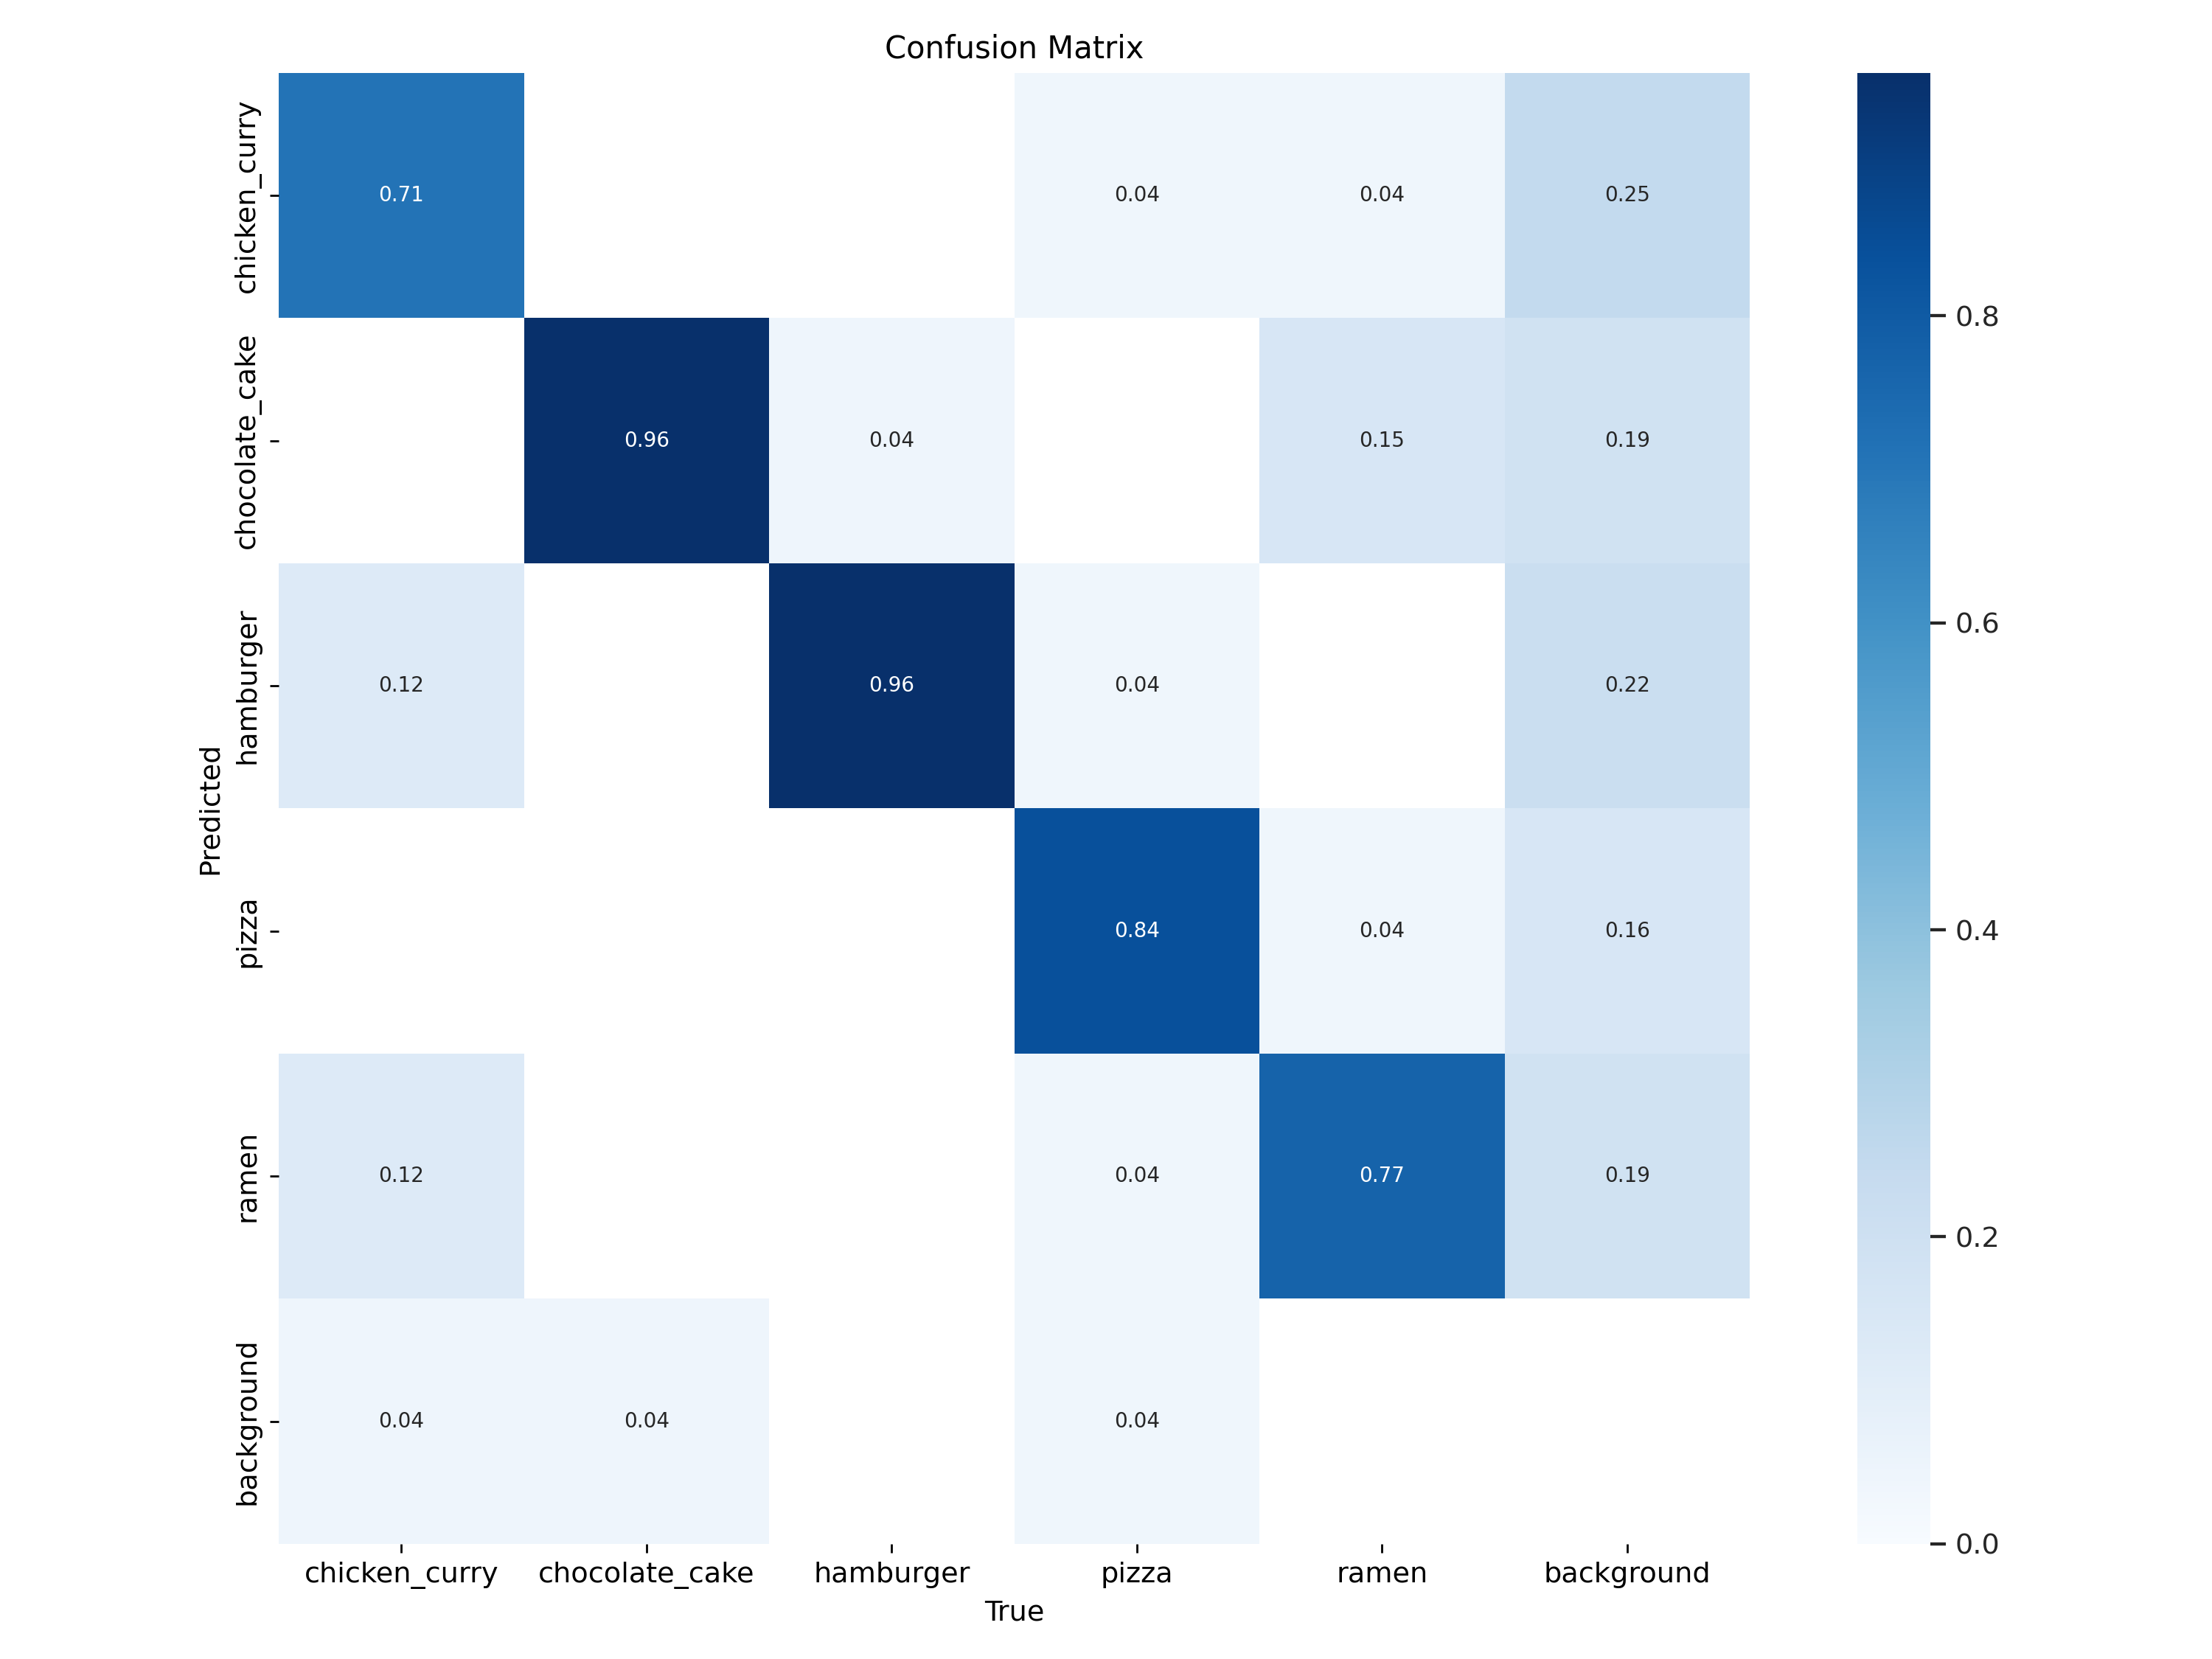 Confusion Matrix
Predicted
chicken_curry
0.71
0.04
0.04
0.25
chocolate_cake
0.96
0.04
0.15
0.19
hamburger
0.12
0.96
0.04
0.22
pizza
0.84
0.04
0.16
ramen
0.12
0.04
0.77
0.19
background
0.04
0.04
0.04
chicken_curry
chocolate_cake
hamburger
pizza
ramen
background
True
0.8
0.6
0.4
0.2
0.0